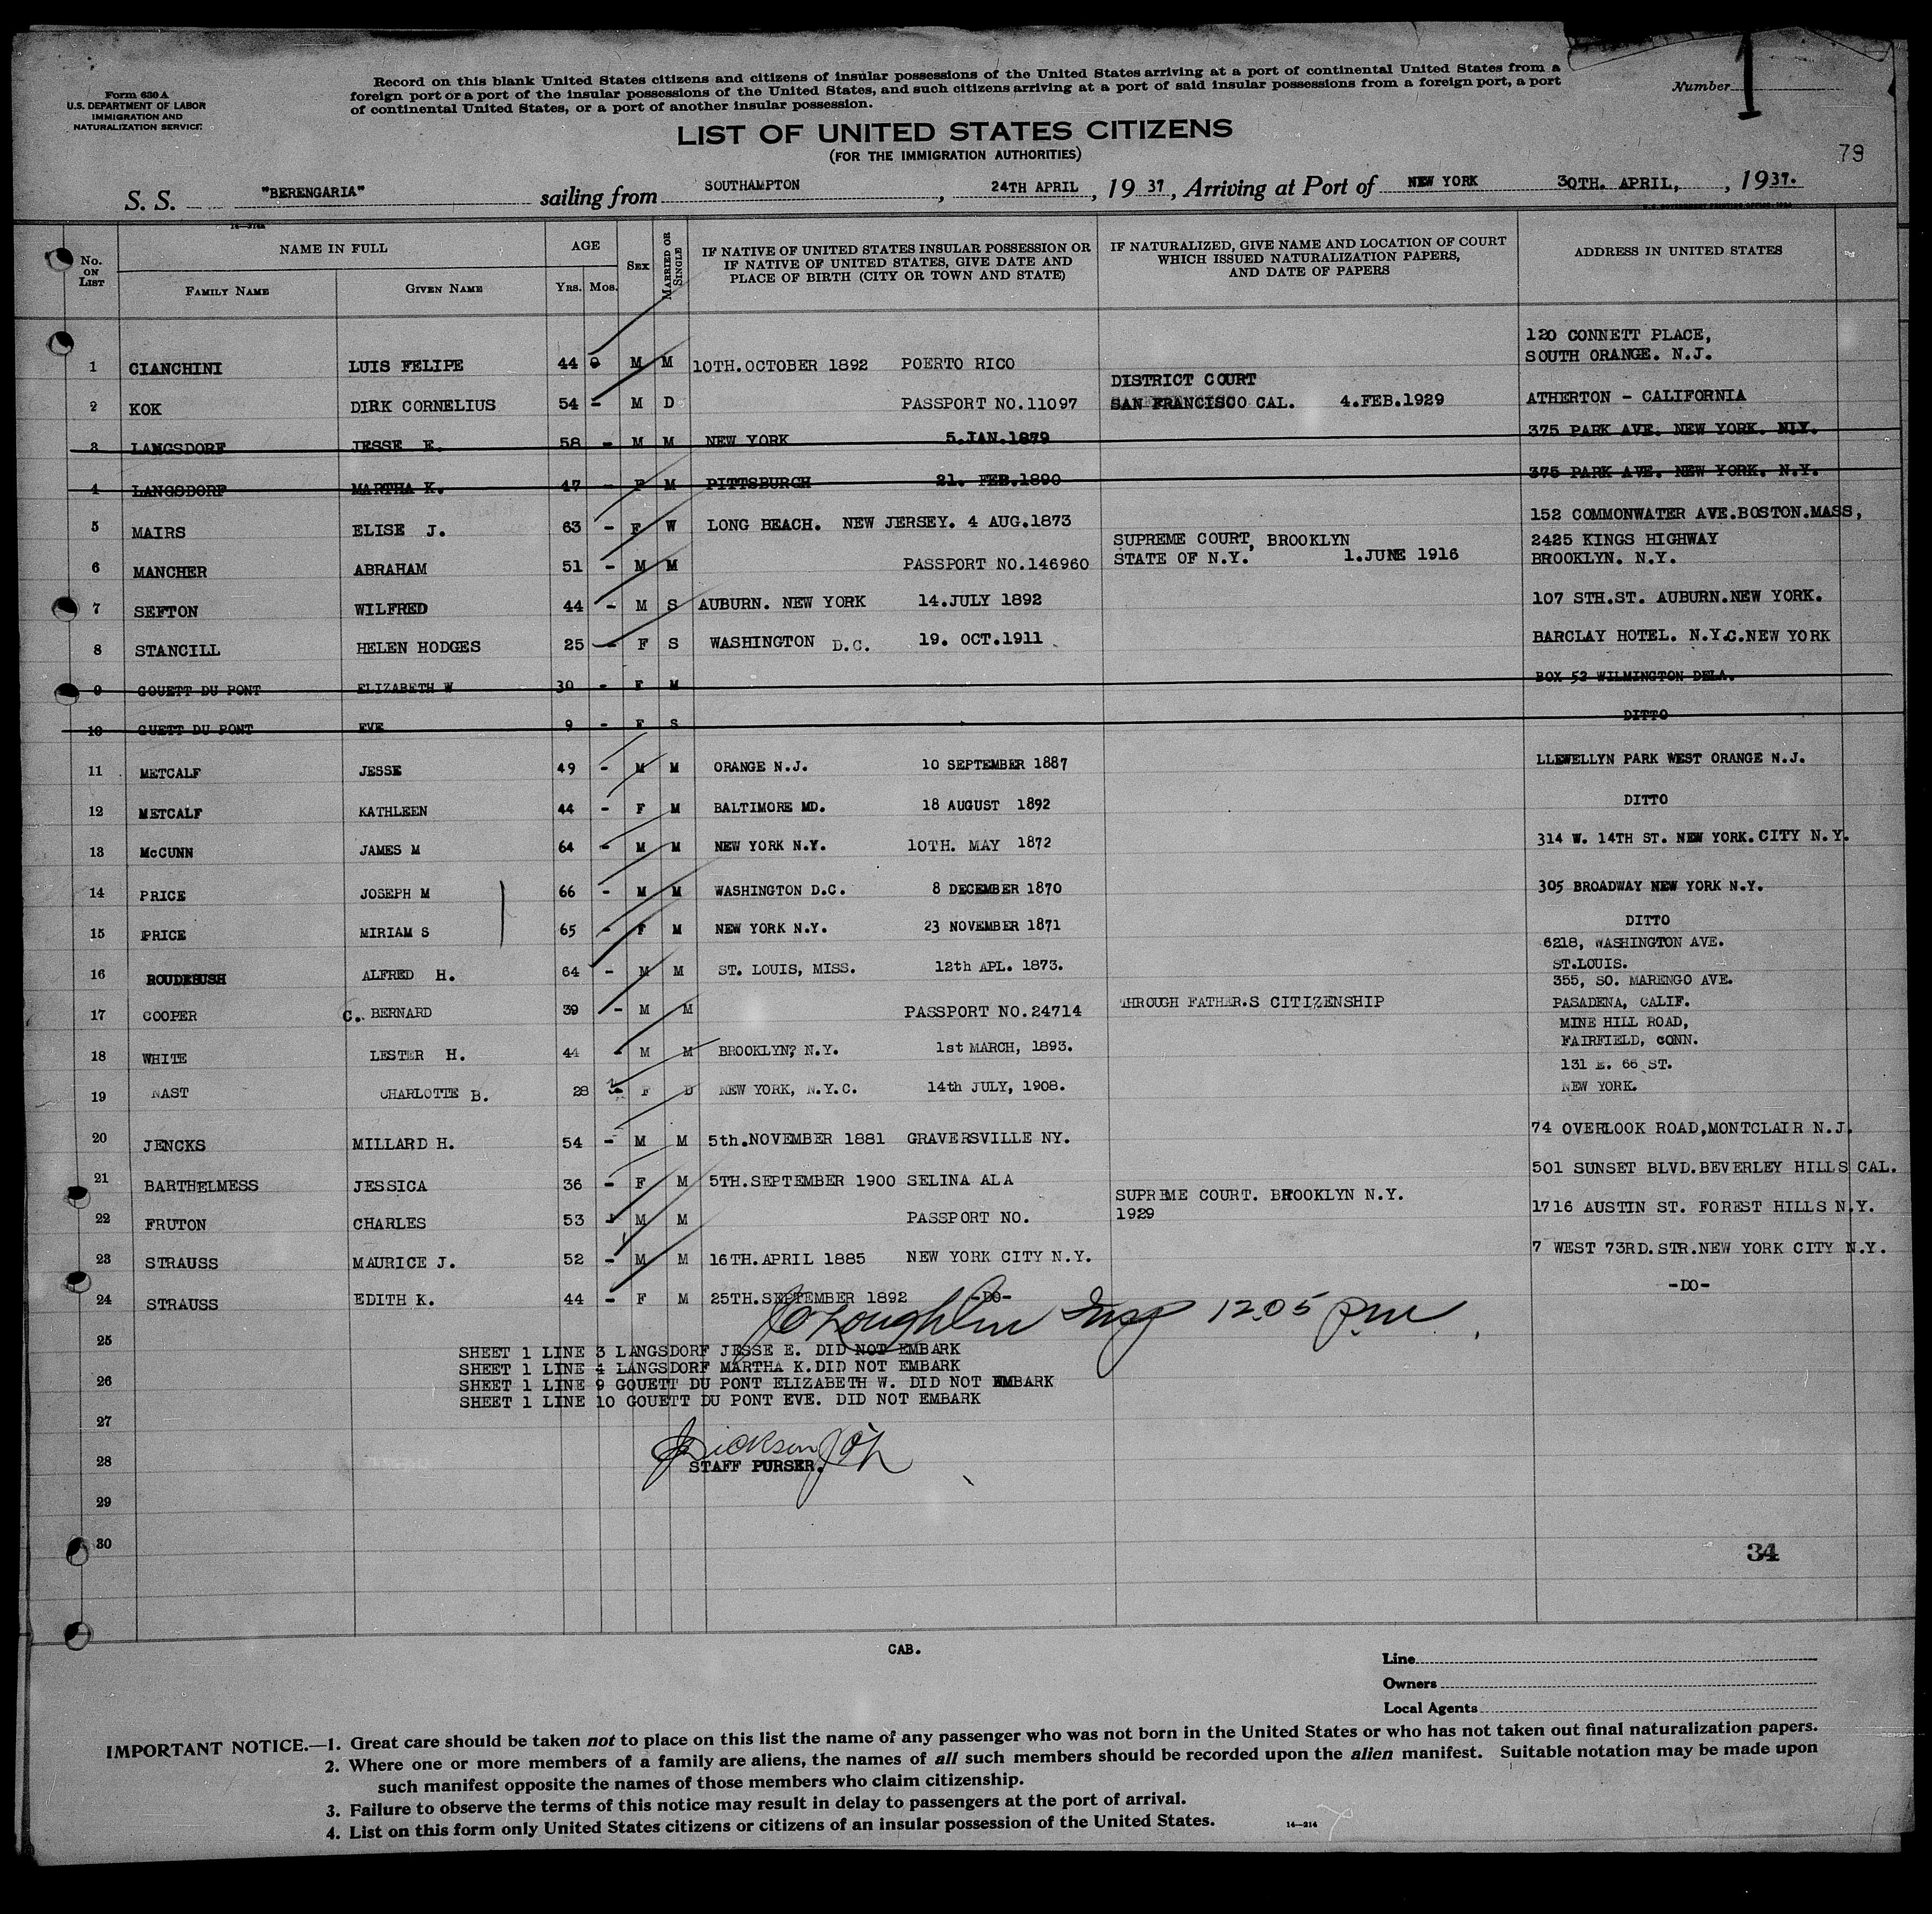 Form 630 A
U.S. DEPARTMENT OF LABOR
IMMIGRATION AND
NATURALIZATION SERVICE
Record on this blank United States citizens and citizens of insular possessions of the United States arriving at a port of continental United States from a
foreign port or a port of the insular possessions of the United States, and such citizens arriving at a port of said insular possessions from a foreign port, a port
of continental United States, or a port of another insular possession.
Number 1
LIST OF UNITED STATES CITIZENS
(FOR THE IMMIGRATION AUTHORITIES)
79
S. S. "BERENGARIA" sailing from SOUTHAMPTON, 24TH APRIL, 1937, Arriving at Port of NEW YORK 30TH. APRIL, , 1937.
No. ON LIST NAME IN FULL FAMILY NAME GIVEN NAME AGE Yrs. Mos. SEX MARRIED OR SINGLE IF NATIVE OF UNITED STATES INSULAR POSSESSION OR IF NATIVE OF UNITED STATES, GIVE DATE AND PLACE OF BIRTH (CITY OR TOWN AND STATE) IF NATURALIZED, GIVE NAME AND LOCATION OF COURT WHICH ISSUED NATURALIZATION PAPERS, AND DATE OF PAPERS ADDRESS IN UNITED STATES
120 CONNETT PLACE,
1 CIANCHINI LUIS FELIPE 44 M M 10TH.OCTOBER 1892 POERTO RICO SOUTH ORANGE. N.J.
DISTRICT COURT
2 KOK DIRK CORNELIUS 54 - M D PASSPORT NO.11097 SAN FRANCISCO CAL. 4.FEB.1929 ATHERTON - CALIFORNIA
3 LANGSDORF JESSE E. 58 - M M NEW YORK 5.JAN.1879 375 PARK AVE. NEW YORK. N.Y.
4 LANGSDORF MARTHA K. 47 - F M PITTSBURGH 21. FEB.1890 375 PARK AVE. NEW YORK. N.Y.
5 MAIRS ELISE J. 63 - F W LONG BEACH. NEW JERSEY. 4 AUG.1873 152 COMMONWATER AVE.BOSTON.MASS,
SUPREME COURT, BROOKLYN 2425 KINGS HIGHWAY
6 MANCHER ABRAHAM 51 - M M PASSPORT NO.146960 STATE OF N.Y. 1.JUNE 1916 BROOKLYN. N.Y.
7 SEFTON WILFRED 44 - M S AUBURN. NEW YORK 14.JULY 1892 107 STH.ST. AUBURN.NEW YORK.
8 STANCILL HELEN HODGES 25 - F S WASHINGTON D.C. 19. OCT.1911 BARCLAY HOTEL. N.Y.C.NEW YORK
9 GOUETT DU PONT ELIZABETH W 30 - F M BOX 52 WILMINGTON DELA.
10 GUETT DU PONT EVE 9 - F S DITTO
11 METCALF JESSE 49 - M M ORANGE N.J. 10 SEPTEMBER 1887 LLEWELLYN PARK WEST ORANGE N.J.
12 METCALF KATHLEEN 44 - F M BALTIMORE MD. 18 AUGUST 1892 DITTO
13 McCUNN JAMES M 64 - M M NEW YORK N.Y. 10TH. MAY 1872 314 W. 14TH ST. NEW YORK.CITY N.Y.
14 PRICE JOSEPH M 66 - M M WASHINGTON D.C. 8 DECEMBER 1870 305 BROADWAY NEW YORK N.Y.
15 PRICE MIRIAM S 65 - F M NEW YORK N.Y. 23 NOVEMBER 1871 DITTO
6218, WASHINGTON AVE.
16 ROUDEBUSH ALFRED H. 64 - M M ST. LOUIS, MISS. 12th APL. 1873. ST.LOUIS.
355, SO. MARENGO AVE.
17 COOPER C. BERNARD 39 - M M PASSPORT NO.24714 THROUGH FATHER.S CITIZENSHIP PASADENA, CALIF.
MINE HILL ROAD,
18 WHITE LESTER H. 44 - M M BROOKLYN? N.Y. 1st MARCH, 1893. FAIRFIELD, CONN.
131 E. 66 ST.
19 NAST CHARLOTTE B. 28 F D NEW YORK, N.Y.C. 14th JULY, 1908. NEW YORK.
20 JENCKS MILLARD H. 54 - M M 5th.NOVEMBER 1881 GRAVERSVILLE NY. 74 OVERLOOK ROAD,MONTCLAIR N.J.
21 BARTHELMESS JESSICA 36 - F M 5TH.SEPTEMBER 1900 SELINA ALA 501 SUNSET BLVD.BEVERLEY HILLS CAL.
SUPREME COURT. BROOKLYN N.Y.
22 FRUTON CHARLES 53 - M M PASSPORT NO. 1929 1716 AUSTIN ST. FOREST HILLS N.Y.
23 STRAUSS MAURICE J. 52 - M M 16TH.APRIL 1885 NEW YORK CITY N.Y. 7 WEST 73RD.STR.NEW YORK CITY N.Y.
24 STRAUSS EDITH K. 44 - F M 25TH.SEPTEMBER 1892 -DO- -DO-
O'Loughlin Insp 12.05 pm
25
SHEET 1 LINE 3 LANGSDORF JESSE E. DID NOT EMBARK
SHEET 1 LINE 4 LANGSDORF MARTHA K.DID NOT EMBARK
26
SHEET 1 LINE 9 GOUETT DU PONT ELIZABETH W. DID NOT EMBARK
SHEET 1 LINE 10 GOUETT DU PONT EVE. DID NOT EMBARK
27
Dickson
28
STAFF PURSER.
29
30
34
CAB.
Line
Owners
Local Agents
IMPORTANT NOTICE.—1. Great care should be taken not to place on this list the name of any passenger who was not born in the United States or who has not taken out final naturalization papers.
2. Where one or more members of a family are aliens, the names of all such members should be recorded upon the alien manifest. Suitable notation may be made upon
such manifest opposite the names of those members who claim citizenship.
3. Failure to observe the terms of this notice may result in delay to passengers at the port of arrival.
4. List on this form only United States citizens or citizens of an insular possession of the United States.
14—214